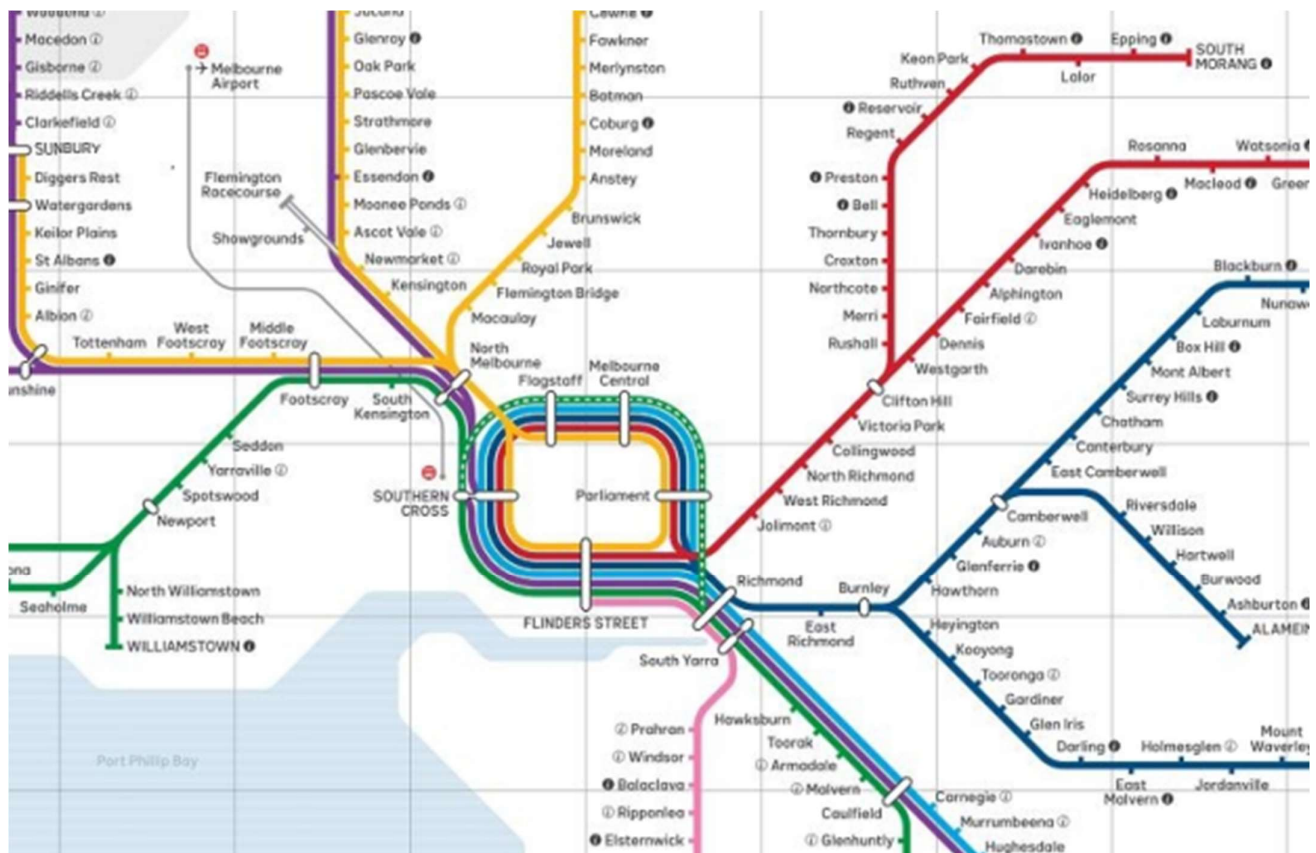 Macedon
Gisborne
Riddells Creek
Clarkefield
SUNBURY
Diggers Rest
Watergardens
Keilor Plains
St Albans
Ginifer
Albion
Tottenham
West
Footscray
Middle
Footscray
nshine
Melbourne
Airport
Flemington
Racecourse
Showgrounds
Glenroy
Oak Park
Pascoe Vale
Strathmore
Glenbervie
Essendon
Moonee Ponds
Ascot Vale
Newmarket
Kensington
Fawkner
Merlynston
Batman
Coburg
Moreland
Anstey
Brunswick
Jewell
Royal Park
Flemington Bridge
Macaulay
North
Melbourne
Footscray
South
Kensington
Seddon
Yarraville
Spotswood
Newport
ona
Seaholme
North Williamstown
Williamstown Beach
WILLIAMSTOWN
Port Phillip Bay
Flagstaff
Melbourne
Central
SOUTHERN
CROSS
Parliament
FLINDERS STREET
Thomastown
Epping
SOUTH
MORANG
Keon Park
Lalor
Ruthven
Reservoir
Regent
Preston
Bell
Thornbury
Croxton
Northcote
Merri
Rushall
Rosanna
Watsonia
Macleod
Green
Heidelberg
Eaglemont
Ivanhoe
Darebin
Alphington
Fairfield
Dennis
Westgarth
Clifton Hill
Victoria Park
Collingwood
North Richmond
West Richmond
Jolimont
Blackburn
Nunaw
Laburnum
Box Hill
Mont Albert
Surrey Hills
Chatham
Canterbury
East Camberwell
Camberwell
Auburn
Glenferrie
Hawthorn
Riversdale
Willison
Hartwell
Burwood
Ashburton
ALAMEIN
Richmond
East
Richmond
Burnley
Heyington
Kooyong
Tooronga
Gardiner
Glen Iris
Darling
East
Malvern
Holmesglen
Jordanville
Mount
Waverley
South Yarra
Prahran
Windsor
Balaclava
Ripponlea
Elsternwick
Hawksburn
Toorak
Armadale
Malvern
Caulfield
Glenhuntly
Carnegie
Murrumbeena
Hughesdale